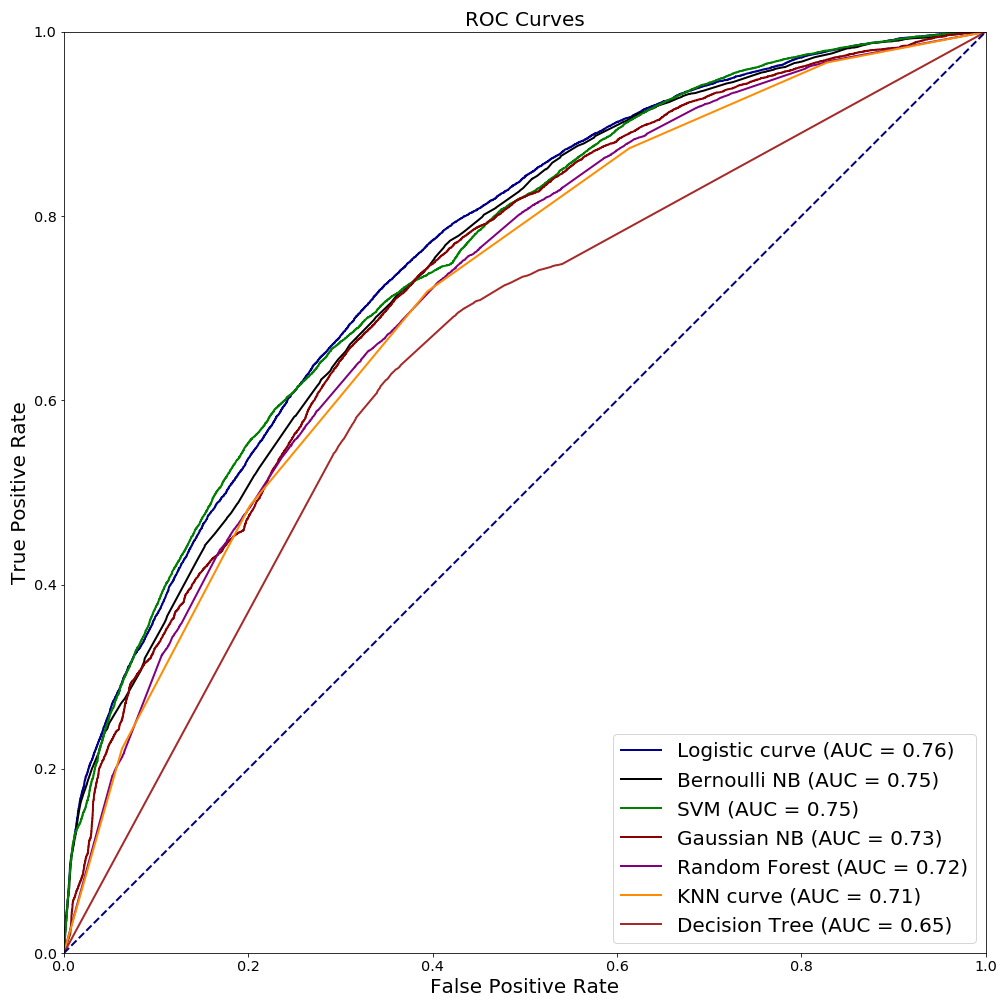 ROC Curves
True Positive Rate
1.0
0.8
0.6
0.4
0.2
0.0
Logistic curve (AUC = 0.76)
Bernoulli NB (AUC = 0.75)
SVM (AUC = 0.75)
Gaussian NB (AUC = 0.73)
Random Forest (AUC = 0.72)
KNN curve (AUC = 0.71)
Decision Tree (AUC = 0.65)
0.0 0.2 0.4 0.6 0.8 1.0
False Positive Rate